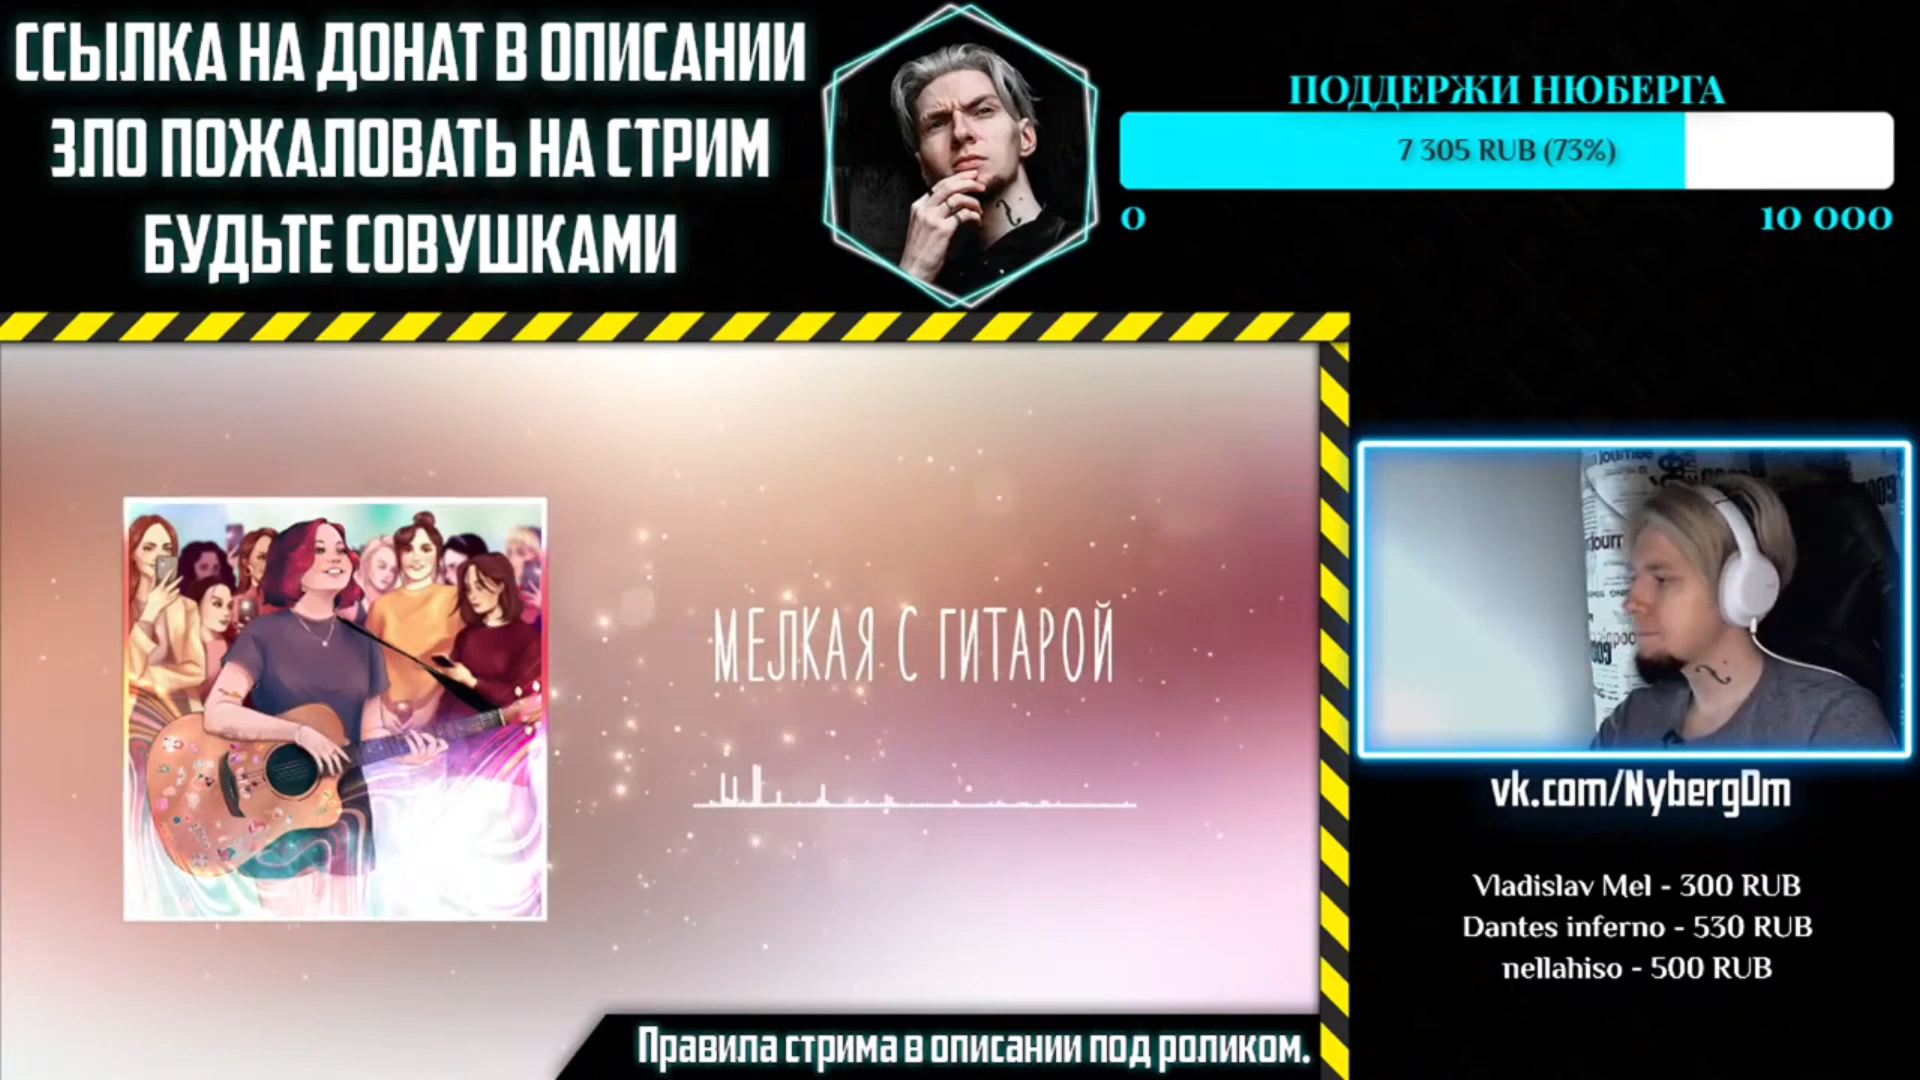 ССЫЛКА НА ДОНАТ В ОПИСАНИИ
ЗЛО ПОЖАЛОВАТЬ НА СТРИМ
БУДЬТЕ СОВУШКАМИ
ПОДДЕРЖИ НЮБЕРГА
7 305 RUB (73%)
0
10 000
МЕЛКАЯ С ГИТАРОЙ
vk.com/NybergDm
Vladislav Mel - 300 RUB
Dantes inferno - 530 RUB
nellahiso - 500 RUB
Правила стрима в описании под роликом.